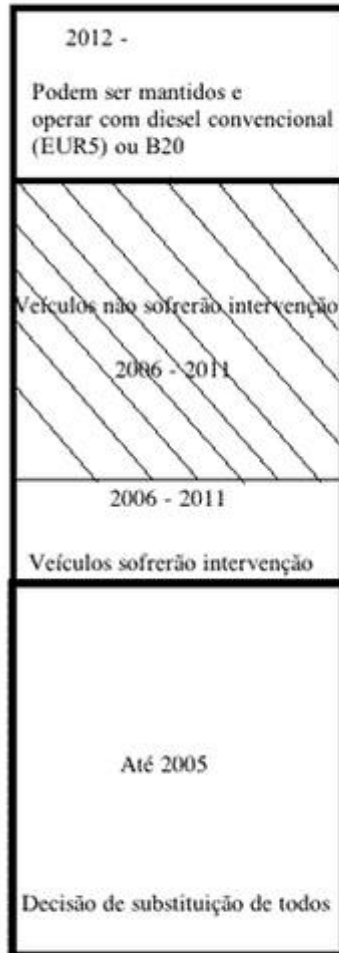 2012 -
Podem ser mantidos e
operar com diesel convencional
(EUR5) ou B20
Veículos não sofrerão intervenção
2006 - 2011
2006 - 2011
Veículos sofrerão intervenção
Até 2005
Decisão de substituição de todos